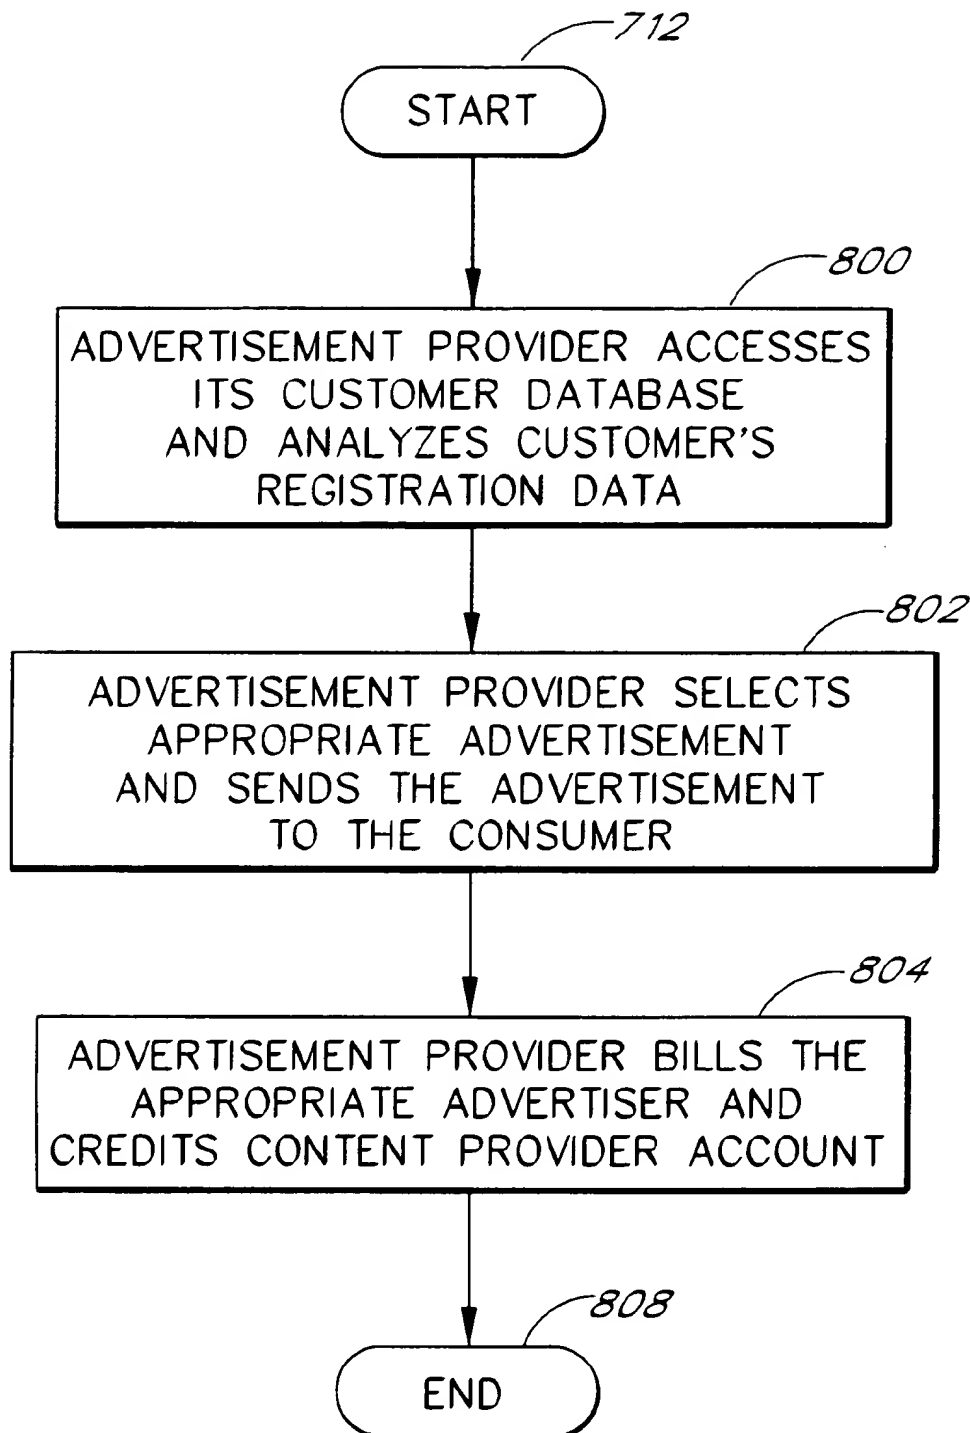 712
START
800
ADVERTISEMENT PROVIDER ACCESSES
ITS CUSTOMER DATABASE
AND ANALYZES CUSTOMER'S
REGISTRATION DATA
802
ADVERTISEMENT PROVIDER SELECTS
APPROPRIATE ADVERTISEMENT
AND SENDS THE ADVERTISEMENT
TO THE CONSUMER
804
ADVERTISEMENT PROVIDER BILLS THE
APPROPRIATE ADVERTISER AND
CREDITS CONTENT PROVIDER ACCOUNT
808
END